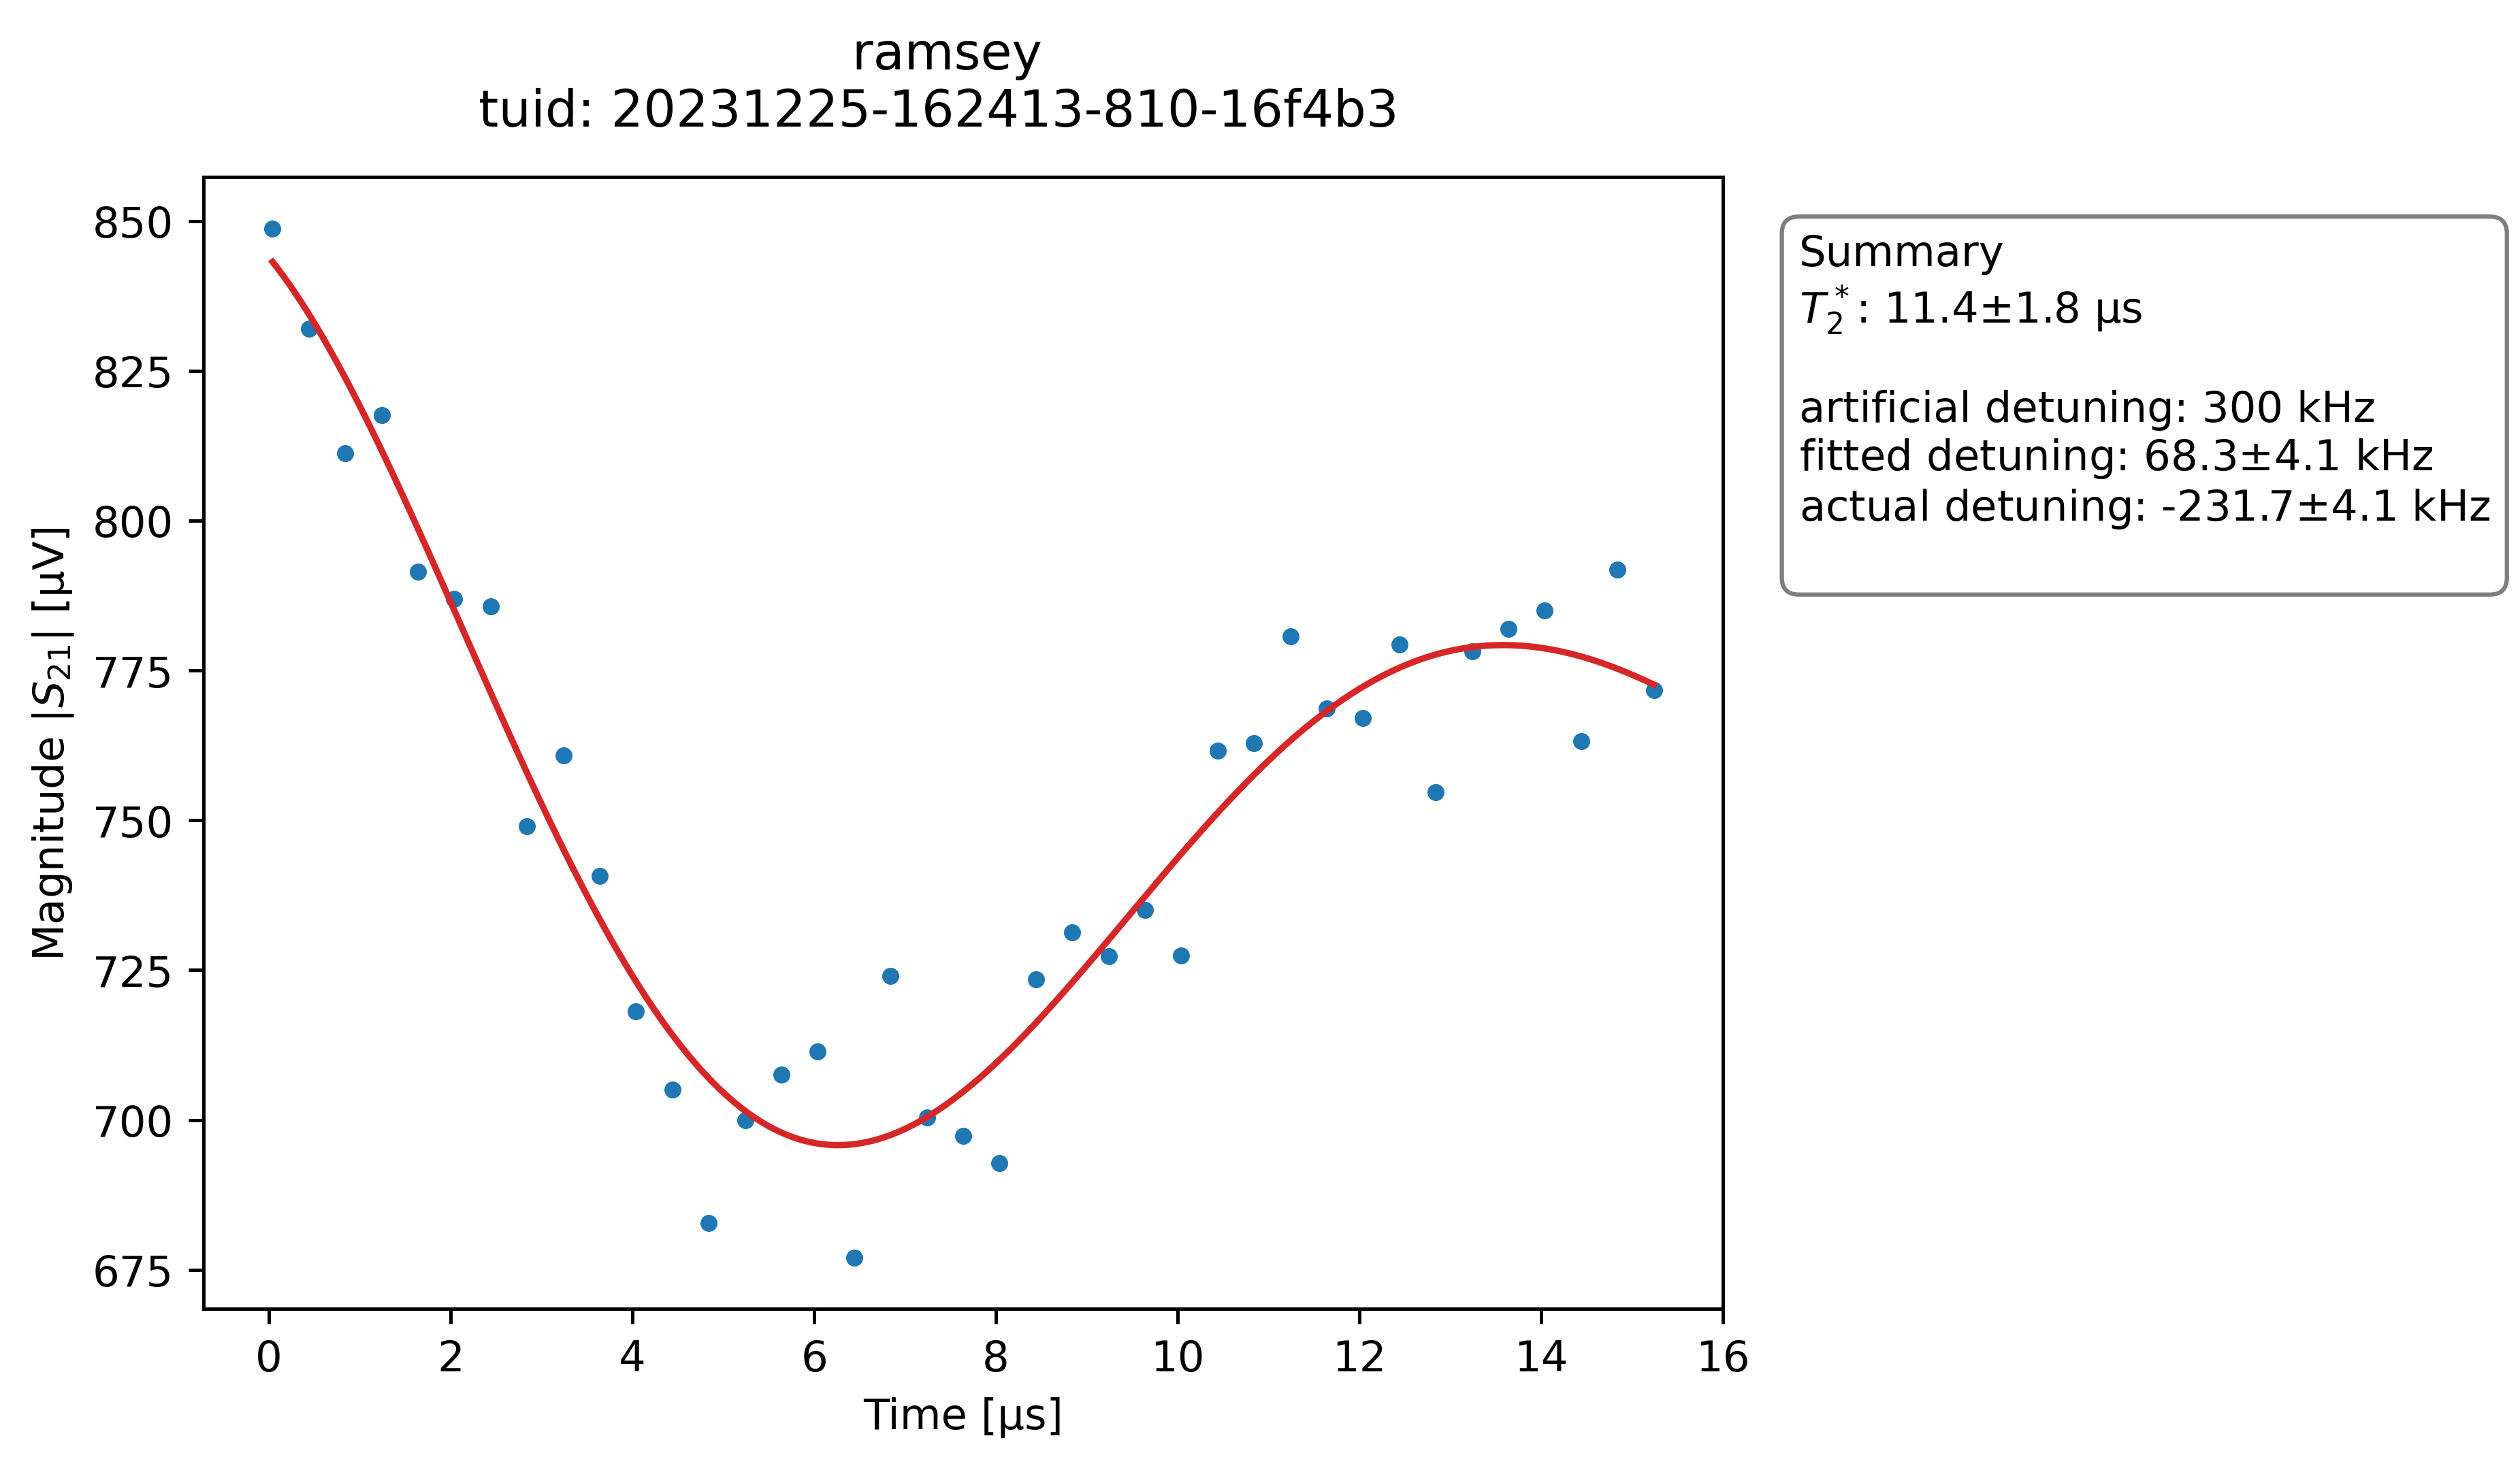 ramsey
tuid: 20231225-162413-810-16f4b3
Magnitude |S21| [µV]
850
825
800
775
750
725
700
675
0 2 4 6 8 10 12 14 16
Time [µs]
Summary
T2*: 11.4±1.8 µs
artificial detuning: 300 kHz
fitted detuning: 68.3±4.1 kHz
actual detuning: -231.7±4.1 kHz